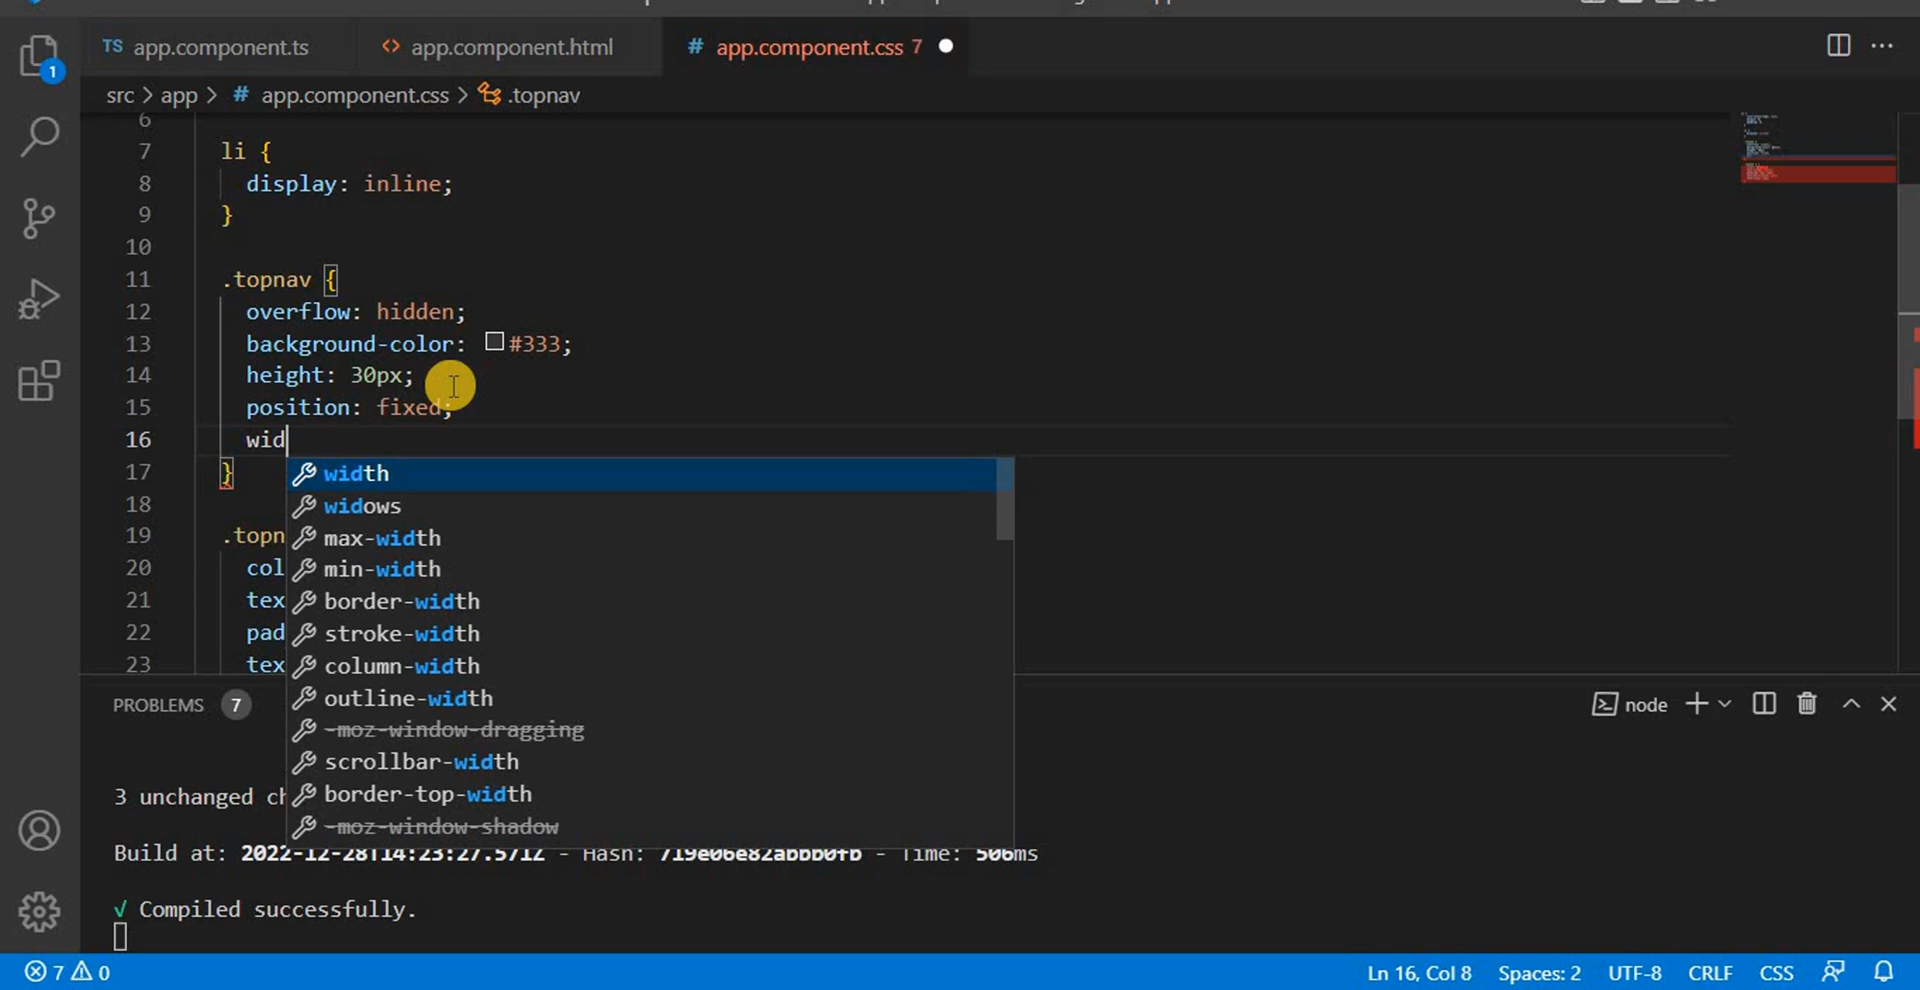 TS app.component.ts <> app.component.html # app.component.css 7
1
src > app > # app.component.css > .topnav
6
7 li {
8 display: inline;
9 }
10
11 .topnav {
12 overflow: hidden;
13 background-color: #333;
14 height: 30px;
15 position: fixed;
16 wid
17 }
18
19 .topn
20 col
21 tex
22 pad
23 tex
width
widows
max-width
min-width
border-width
stroke-width
column-width
outline-width
-moz-window-dragging
scrollbar-width
border-top-width
-moz-window-shadow
PROBLEMS 7
node
3 unchanged ch
Build at: 2022-12-28T14:23:27.571Z - Hash: 719e06e82abbb0fb - Time: 506ms
√ Compiled successfully.
7 0 Ln 16, Col 8 Spaces: 2 UTF-8 CRLF CSS